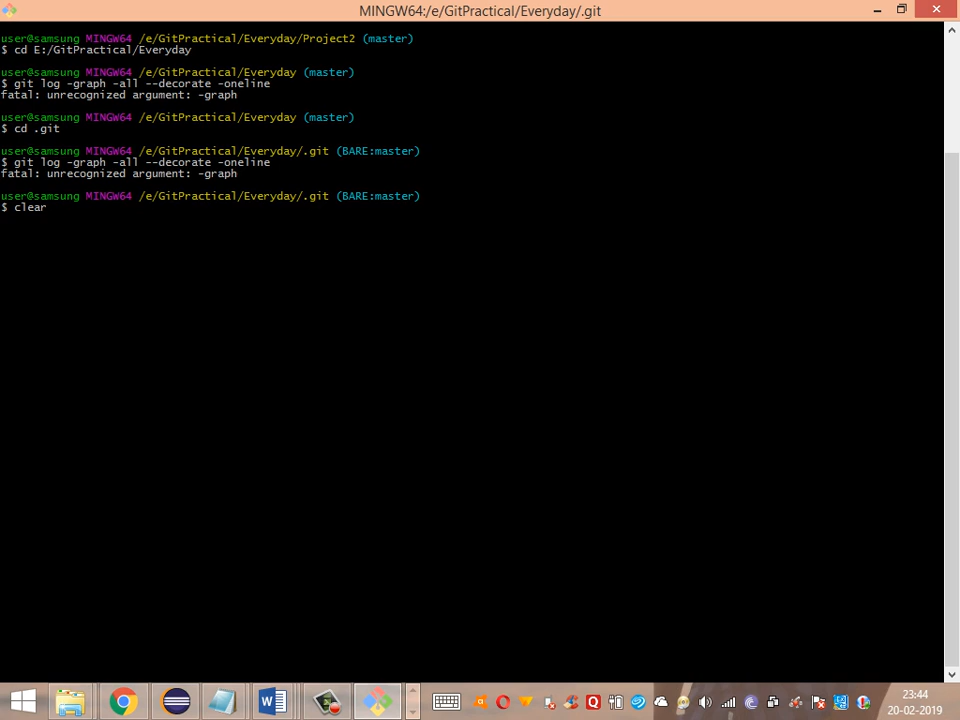 MINGW64:/e/GitPractical/Everyday/.git
user@samsung MINGW64 /e/GitPractical/Everyday/Project2 (master)
$ cd E:/GitPractical/Everyday
user@samsung MINGW64 /e/GitPractical/Everyday (master)
$ git log -graph -all --decorate -oneline
fatal: unrecognized argument: -graph
user@samsung MINGW64 /e/GitPractical/Everyday (master)
$ cd .git
user@samsung MINGW64 /e/GitPractical/Everyday/.git (BARE:master)
$ git log -graph -all --decorate -oneline
fatal: unrecognized argument: -graph
user@samsung MINGW64 /e/GitPractical/Everyday/.git (BARE:master)
$ clear
23:44
20-02-2019